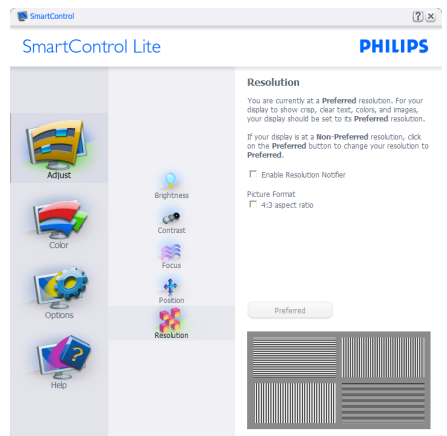 SmartControl
SmartControl Lite
PHILIPS
Adjust
Color
Options
Help
Brightness
Contrast
Focus
Position
Resolution
Resolution
You are currently at a Preferred resolution. For your
display to show crisp, clear text, colors, and images,
your display should be set to its Preferred resolution.
If your display is at a Non-Preferred resolution, click
on the Preferred button to change your resolution to
Preferred.
Enable Resolution Notifier
Picture Format
4:3 aspect ratio
Preferred